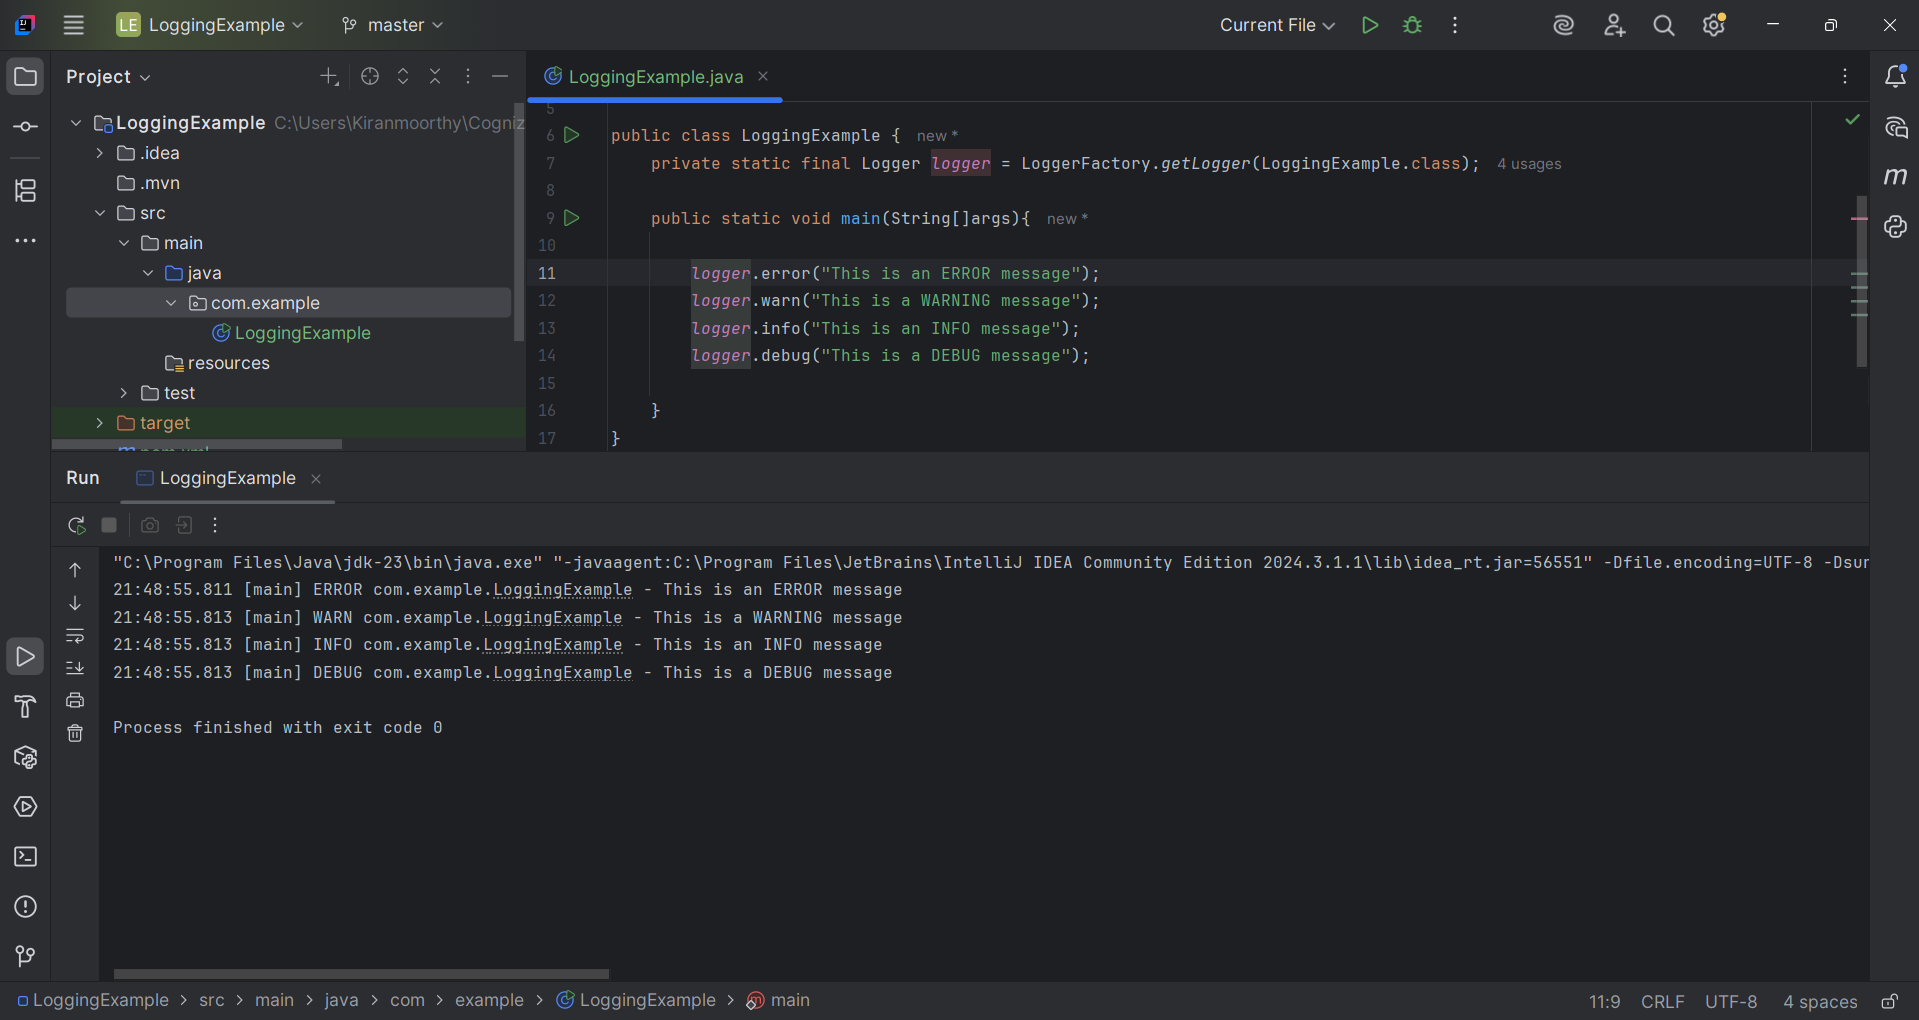 LE LoggingExample master Current File
Project
LoggingExample.java
LoggingExample C:\Users\Kiranmoorthy\Cogniz
.idea
.mvn
src
main
java
com.example
LoggingExample
resources
test
target
pom.xml
5
6 public class LoggingExample { new *
7 private static final Logger logger = LoggerFactory.getLogger(LoggingExample.class); 4 usages
8
9 public static void main(String[]args){ new *
10
11 logger.error("This is an ERROR message");
12 logger.warn("This is a WARNING message");
13 logger.info("This is an INFO message");
14 logger.debug("This is a DEBUG message");
15
16 }
17 }
Run LoggingExample
"C:\Program Files\Java\jdk-23\bin\java.exe" "-javaagent:C:\Program Files\JetBrains\IntelliJ IDEA Community Edition 2024.3.1.1\lib\idea_rt.jar=56551" -Dfile.encoding=UTF-8 -Dsun
21:48:55.811 [main] ERROR com.example.LoggingExample - This is an ERROR message
21:48:55.813 [main] WARN com.example.LoggingExample - This is a WARNING message
21:48:55.813 [main] INFO com.example.LoggingExample - This is an INFO message
21:48:55.813 [main] DEBUG com.example.LoggingExample - This is a DEBUG message
Process finished with exit code 0
LoggingExample > src > main > java > com > example > LoggingExample > main
11:9 CRLF UTF-8 4 spaces